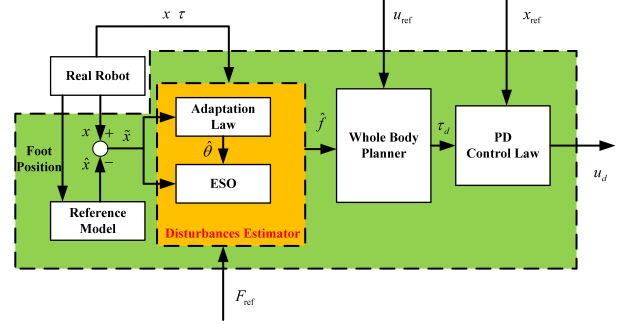 x τ
u_ref
x_ref
Real Robot
Adaptation
Law
x +
x̃
Foot
Position
x̂ −
θ̂
f̂
Whole Body
Planner
τ_d
PD
Control Law
ESO
u_d
Reference
Model
Disturbances Estimator
F_ref